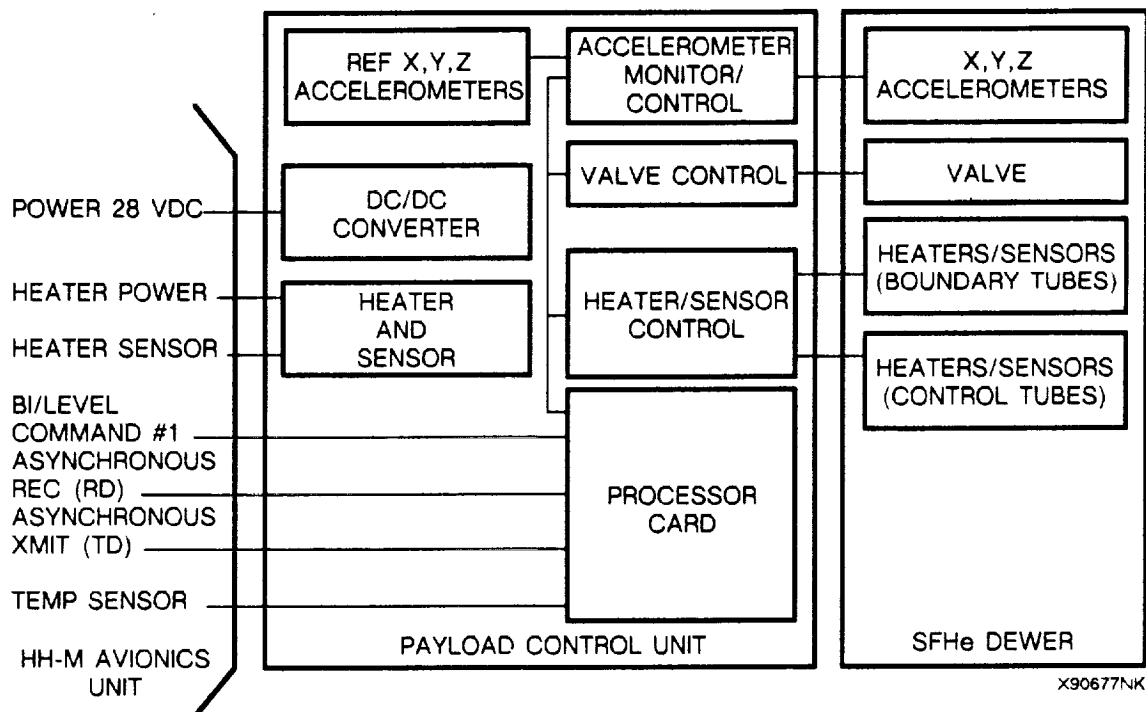 POWER 28 VDC
HEATER POWER
HEATER SENSOR
BI/LEVEL
COMMAND #1
ASYNCHRONOUS
REC (RD)
ASYNCHRONOUS
XMIT (TD)
TEMP SENSOR
HH-M AVIONICS
UNIT
REF X,Y,Z
ACCELEROMETERS
DC/DC
CONVERTER
HEATER
AND
SENSOR
ACCELEROMETER
MONITOR/
CONTROL
VALVE CONTROL
HEATER/SENSOR
CONTROL
PROCESSOR
CARD
PAYLOAD CONTROL UNIT
X,Y,Z
ACCELEROMETERS
VALVE
HEATERS/SENSORS
(BOUNDARY TUBES)
HEATERS/SENSORS
(CONTROL TUBES)
SFHe DEWER
X90677NK